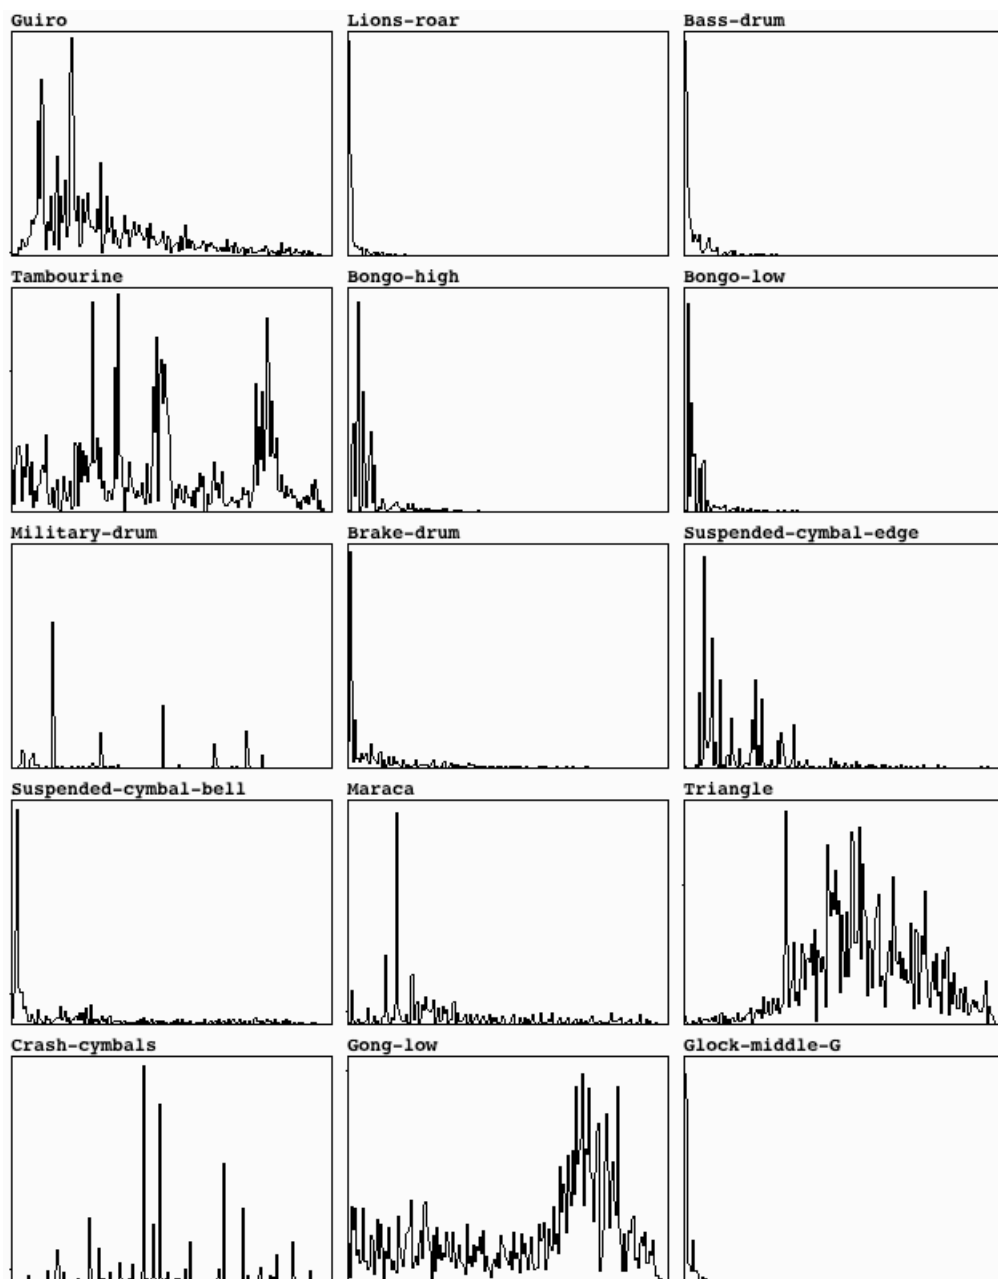 Guiro
Lions-roar
Bass-drum
Tambourine
Bongo-high
Bongo-low
Military-drum
Brake-drum
Suspended-cymbal-edge
Suspended-cymbal-bell
Maraca
Triangle
Crash-cymbals
Gong-low
Glock-middle-G